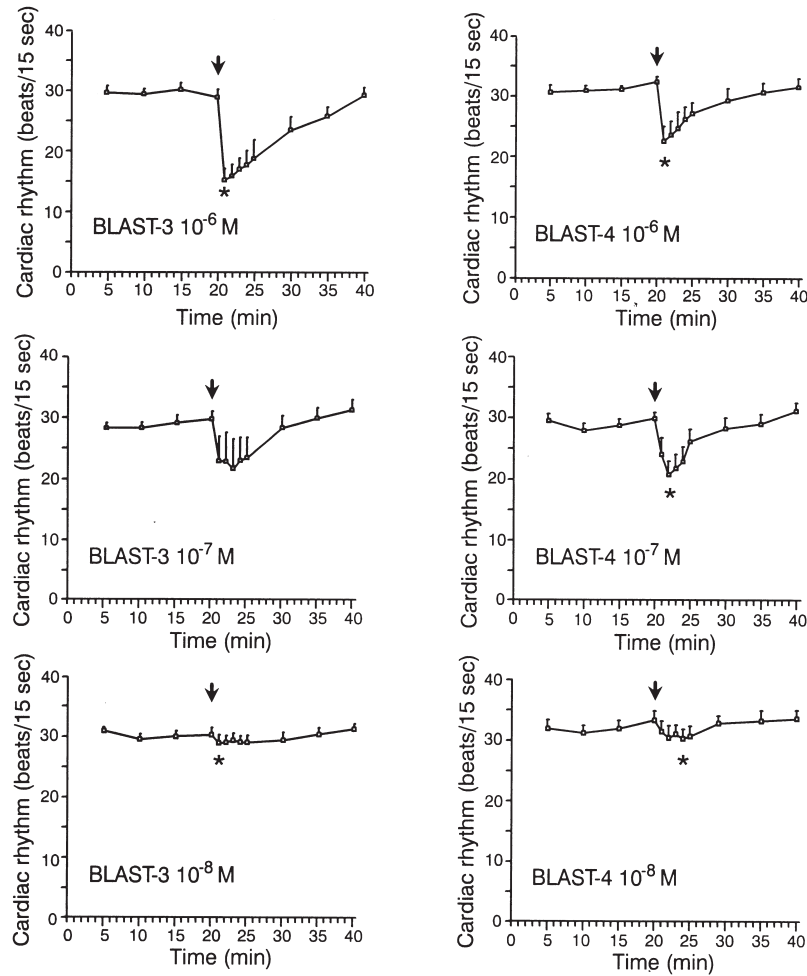 Cardiac rhythm (beats/15 sec)
40
30
20
10
0
*
BLAST-3 10⁻⁶ M
0 5 10 15 20 25 30 35 40
Time (min)
Cardiac rhythm (beats/15 sec)
40
30
20
10
0
*
BLAST-4 10⁻⁶ M
0 5 10 15 20 25 30 35 40
Time (min)
Cardiac rhythm (beats/15 sec)
40
30
20
10
0
BLAST-3 10⁻⁷ M
0 5 10 15 20 25 30 35 40
Time (min)
Cardiac rhythm (beats/15 sec)
40
30
20
10
0
*
BLAST-4 10⁻⁷ M
0 5 10 15 20 25 30 35 40
Time (min)
Cardiac rhythm (beats/15 sec)
40
30
20
10
0
*
BLAST-3 10⁻⁸ M
0 5 10 15 20 25 30 35 40
Time (min)
Cardiac rhythm (beats/15 sec)
40
30
20
10
0
*
BLAST-4 10⁻⁸ M
0 5 10 15 20 25 30 35 40
Time (min)